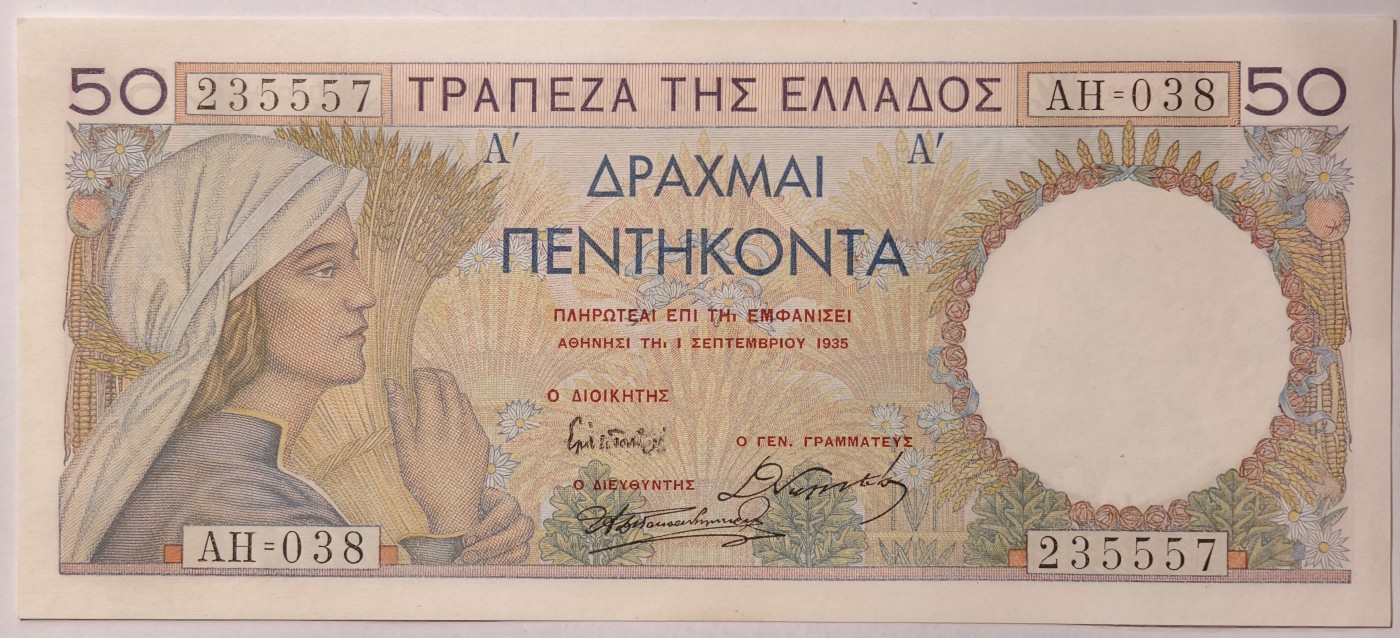 50 235557 ΤΡΑΠΕΖΑ ΤΗΣ ΕΛΛΑΔΟΣ ΑΗ=038 50
Α′ Α′
ΔΡΑΧΜΑΙ
ΠΕΝΤΗΚΟΝΤΑ
ΠΛΗΡΩΤΕΑΙ ΕΠΙ ΤΗι ΕΜΦΑΝΙΣΕΙ
ΑΘΗΝΗΣΙ ΤΗι 1 ΣΕΠΤΕΜΒΡΙΟΥ 1935
Ο ΔΙΟΙΚΗΤΗΣ
Ο ΓΕΝ. ΓΡΑΜΜΑΤΕΥΣ
Ο ΔΙΕΥΘΥΝΤΗΣ
ΑΗ=038 235557